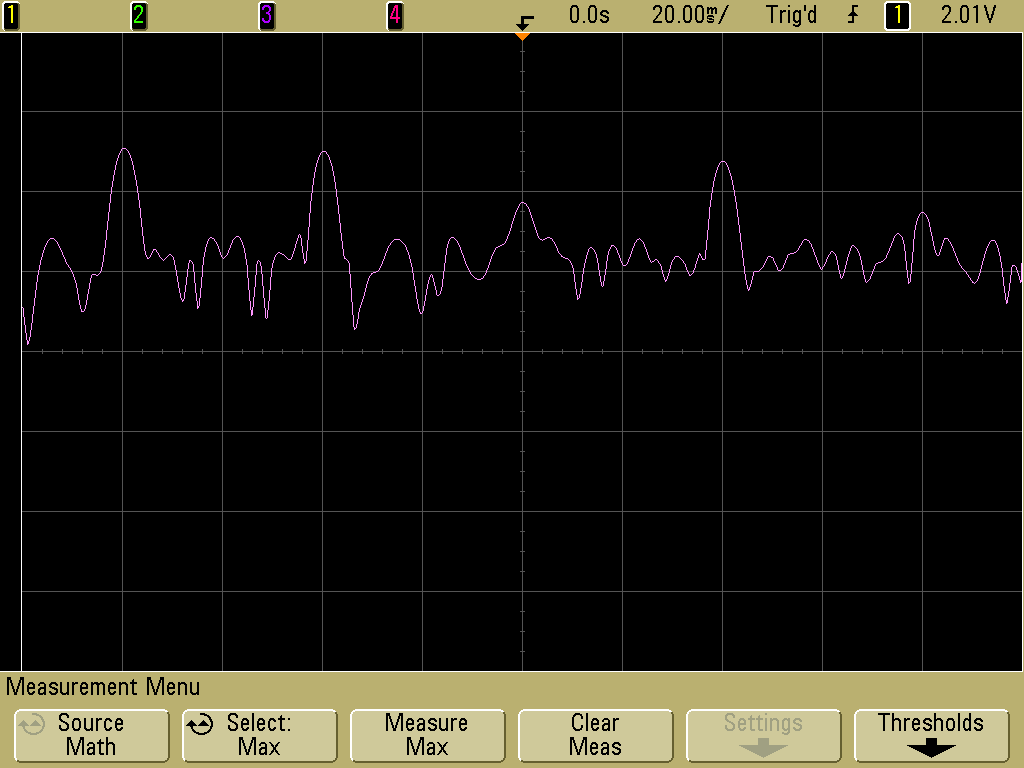 1 2 3 4 0.0s 20.00ms/ Trig'd 1 2.01V
Measurement Menu
Source
Math
Select:
Max
Measure
Max
Clear
Meas
Settings
Thresholds